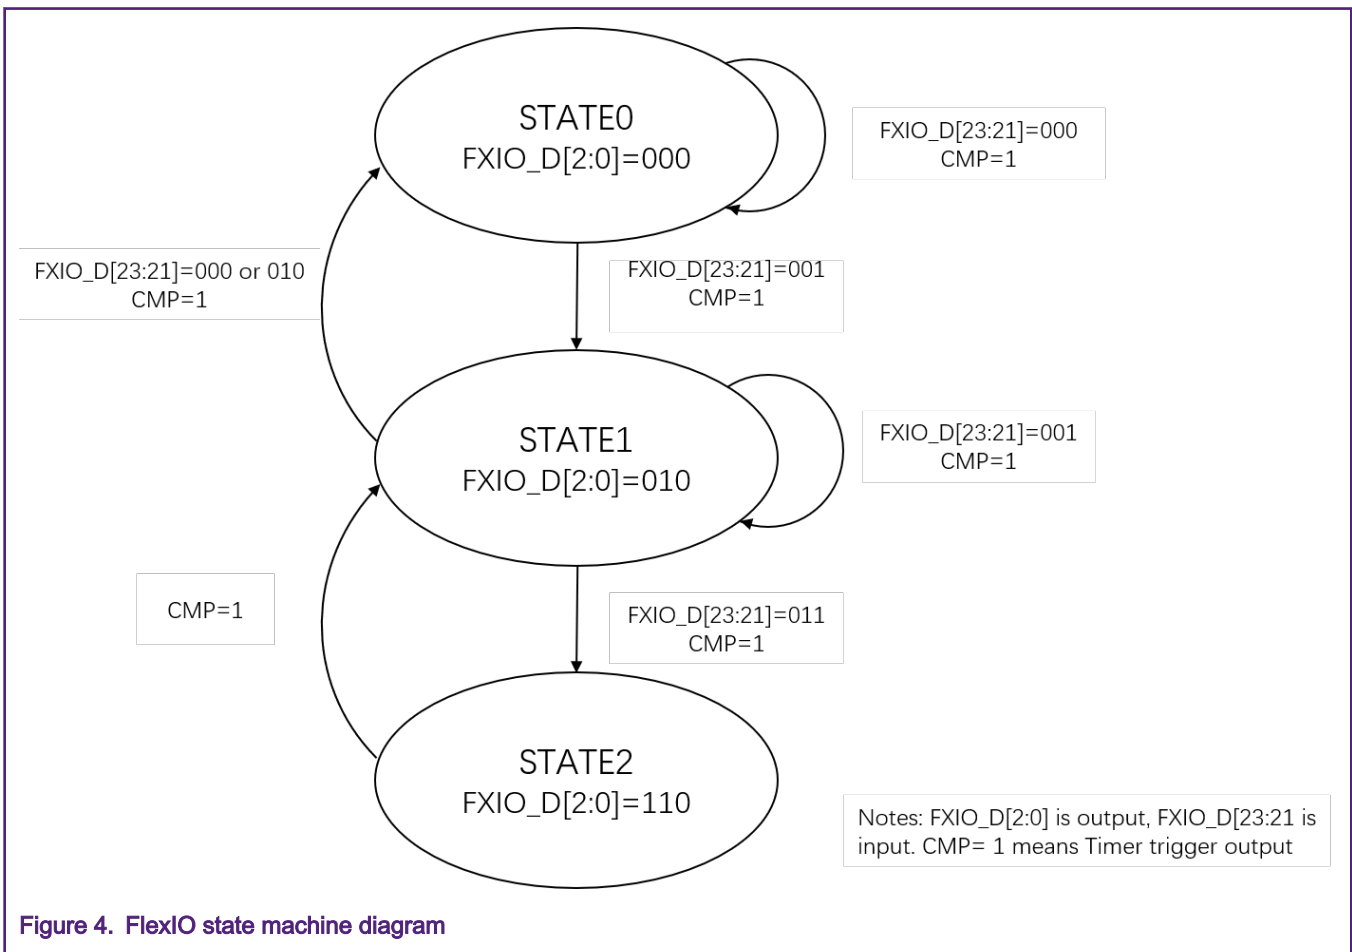 STATE0
FXIO_D[2:0]=000
FXIO_D[23:21]=000
CMP=1
FXIO_D[23:21]=000 or 010
CMP=1
FXIO_D[23:21]=001
CMP=1
STATE1
FXIO_D[2:0]=010
FXIO_D[23:21]=001
CMP=1
CMP=1
FXIO_D[23:21]=011
CMP=1
STATE2
FXIO_D[2:0]=110
Notes: FXIO_D[2:0] is output, FXIO_D[23:21 is
input. CMP= 1 means Timer trigger output
Figure 4. FlexIO state machine diagram